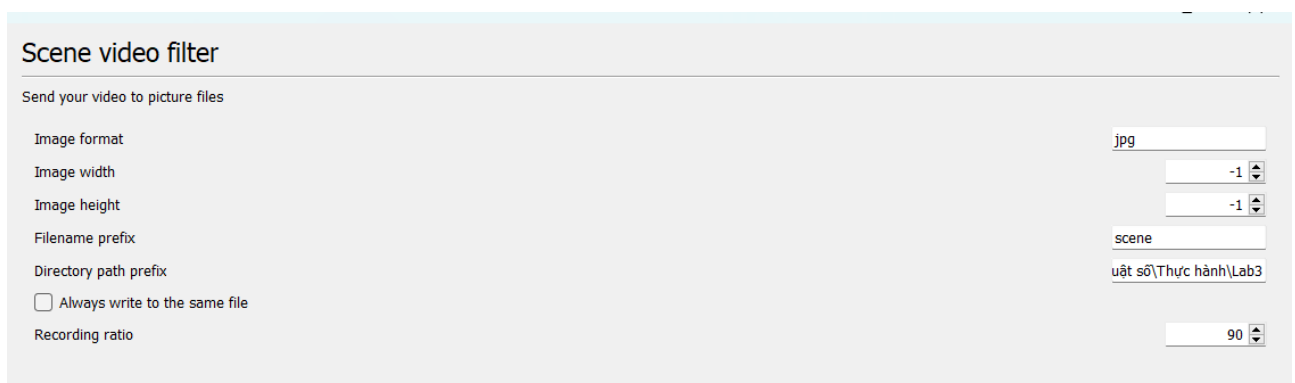 Scene video filter
Send your video to picture files
Image format jpg
Image width -1
Image height -1
Filename prefix scene
Directory path prefix uật số\Thực hành\Lab3
Always write to the same file
Recording ratio 90